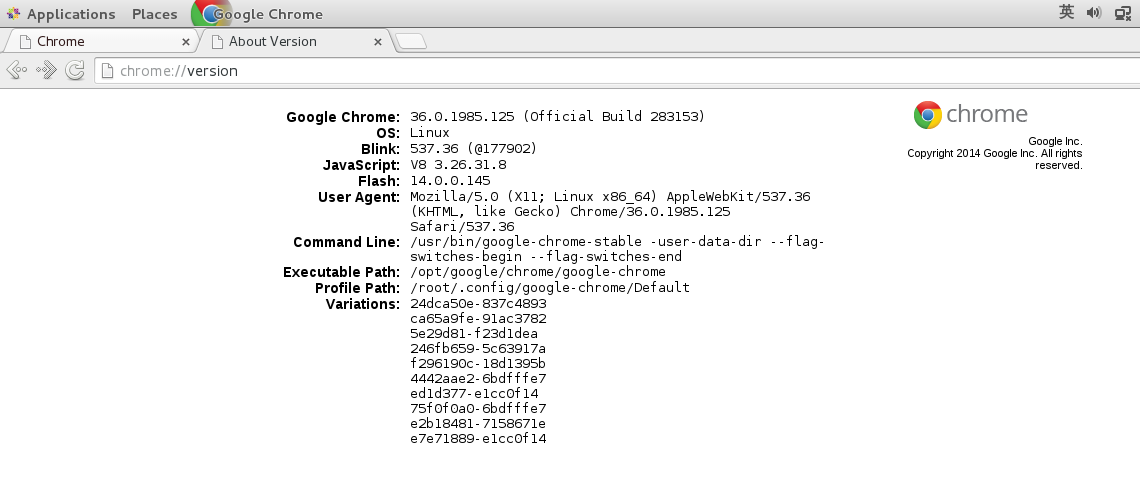 Applications Places Google Chrome 英
Chrome About Version
chrome://version
chrome
Google Inc.
Copyright 2014 Google Inc. All rights
reserved.
Google Chrome: 36.0.1985.125 (Official Build 283153)
OS: Linux
Blink: 537.36 (@177902)
JavaScript: V8 3.26.31.8
Flash: 14.0.0.145
User Agent: Mozilla/5.0 (X11; Linux x86_64) AppleWebKit/537.36
(KHTML, like Gecko) Chrome/36.0.1985.125
Safari/537.36
Command Line: /usr/bin/google-chrome-stable -user-data-dir --flag-
switches-begin --flag-switches-end
Executable Path: /opt/google/chrome/google-chrome
Profile Path: /root/.config/google-chrome/Default
Variations: 24dca50e-837c4893
ca65a9fe-91ac3782
5e29d81-f23d1dea
246fb659-5c63917a
f296190c-18d1395b
4442aae2-6bdfffe7
ed1d377-e1cc0f14
75f0f0a0-6bdfffe7
e2b18481-7158671e
e7e71889-e1cc0f14